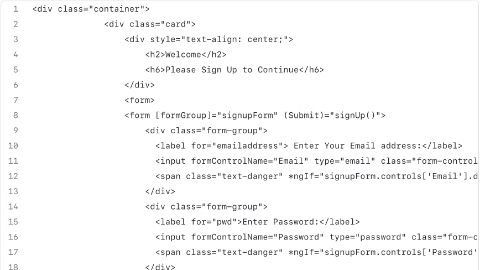 1 <div class="container">
2 <div class="card">
3 <div style="text-align: center;">
4 <h2>Welcome</h2>
5 <h6>Please Sign Up to Continue</h6>
6 </div>
7 <form>
8 <form [formGroup]="signupForm" (Submit)="signUp()">
9 <div class="form-group">
10 <label for="emailaddress"> Enter Your Email address:</label>
11 <input formControlName="Email" type="email" class="form-control
12 <span class="text-danger" *ngIf="signupForm.controls['Email'].d
13 </div>
14 <div class="form-group">
15 <label for="pwd">Enter Password:</label>
16 <input formControlName="Password" type="password" class="form-c
17 <span class="text-danger" *ngIf="signupForm.controls['Password'
18 </div>